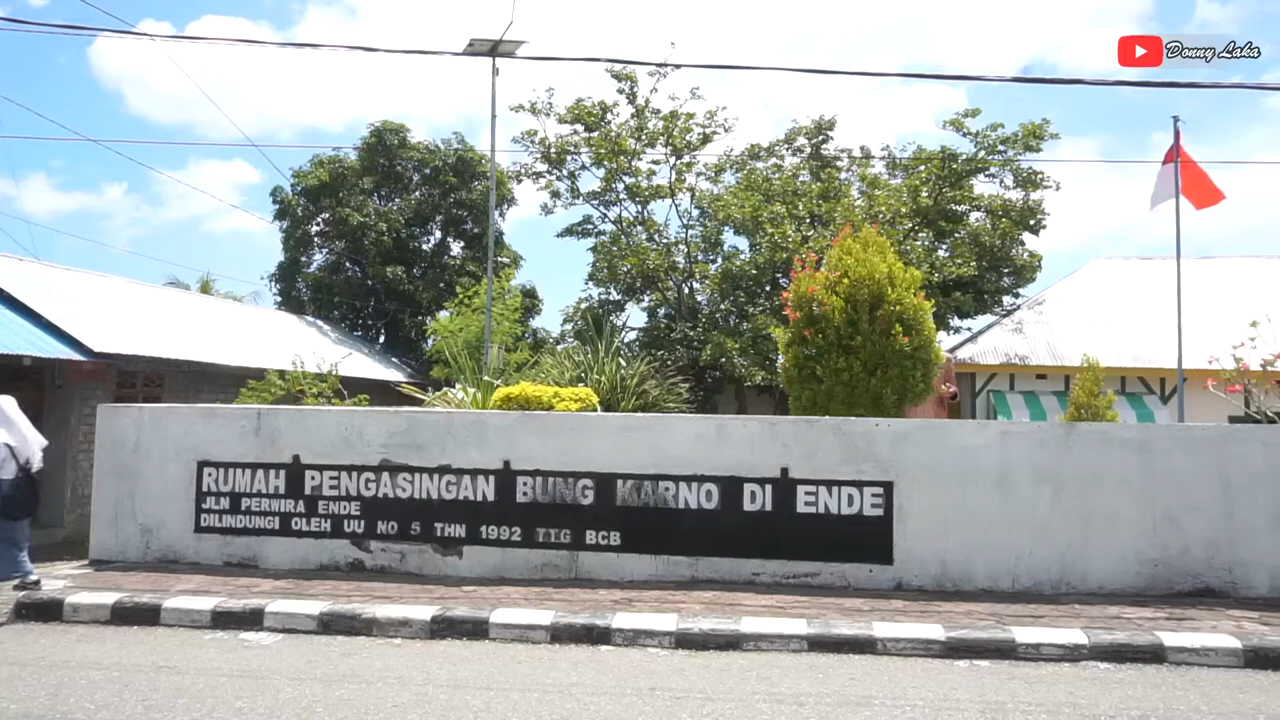 Donny Laka
RUMAH PENGASINGAN BUNG KARNO DI ENDE
JLN PERWIRA ENDE
DILINDUNGI OLEH UU NO 5 THN 1992 TTG BCB